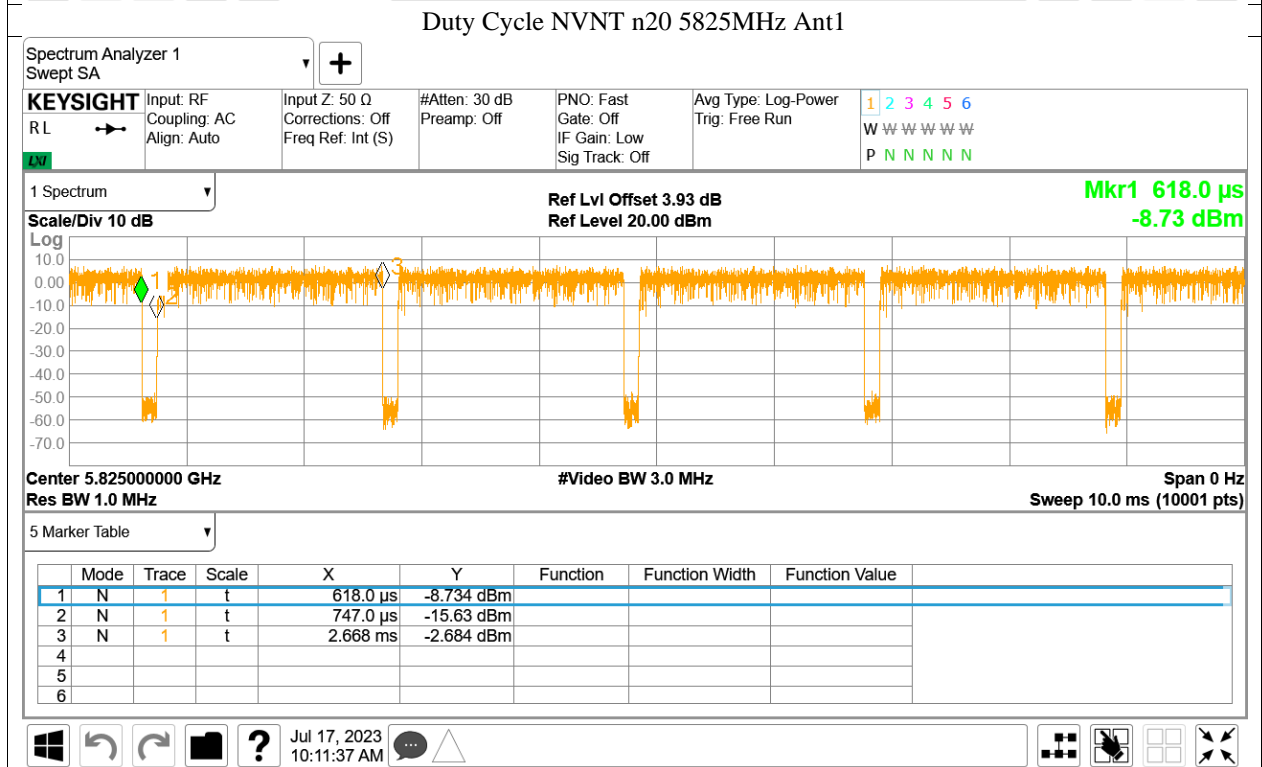 Duty Cycle NVNT n20 5825MHz Ant1
Spectrum Analyzer 1
Swept SA
KEYSIGHT
R L
LXI
Input: RF
Coupling: AC
Align: Auto
Input Z: 50 Ω
Corrections: Off
Freq Ref: Int (S)
#Atten: 30 dB
Preamp: Off
PNO: Fast
Gate: Off
IF Gain: Low
Sig Track: Off
Avg Type: Log-Power
Trig: Free Run
1 2 3 4 5 6
W W W W W W
P N N N N N
1 Spectrum
Scale/Div 10 dB
Ref Lvl Offset 3.93 dB
Ref Level 20.00 dBm
Mkr1 618.0 µs
-8.73 dBm
Log
10.0
0.00
-10.0
-20.0
-30.0
-40.0
-50.0
-60.0
-70.0
1
2
3
Center 5.825000000 GHz
#Video BW 3.0 MHz
Span 0 Hz
Res BW 1.0 MHz
Sweep 10.0 ms (10001 pts)
5 Marker Table
Mode Trace Scale X Y Function Function Width Function Value
1 N 1 t 618.0 µs -8.734 dBm
2 N 1 t 747.0 µs -15.63 dBm
3 N 1 t 2.668 ms -2.684 dBm
4
5
6
?
Jul 17, 2023
10:11:37 AM